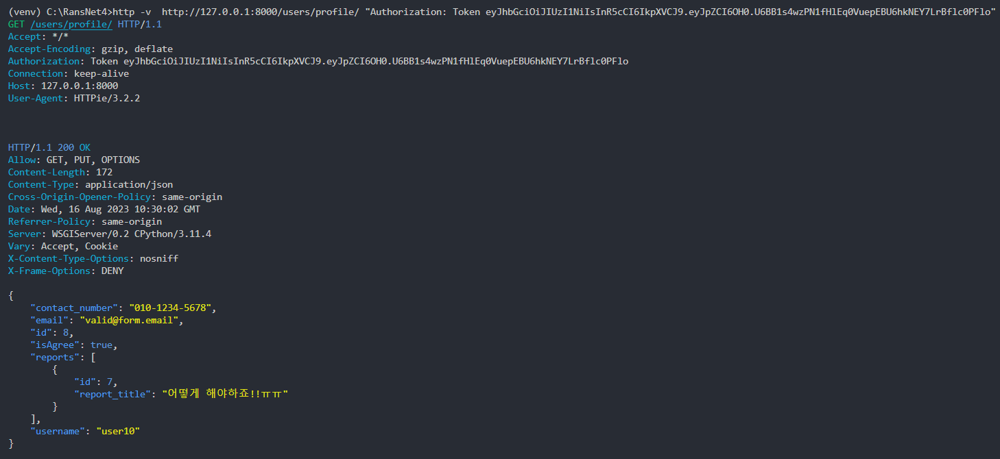 (venv) C:\RansNet4>http -v  http://127.0.0.1:8000/users/profile/ "Authorization: Token eyJhbGciOiJIUzI1NiIsInR5cCI6IkpXVCJ9.eyJpZCI6OH0.U6BB1s4wzPN1fHlEq0VuepEBU6hkNEY7LrBflc0PFlo"
GET /users/profile/ HTTP/1.1
Accept: */*
Accept-Encoding: gzip, deflate
Authorization: Token eyJhbGciOiJIUzI1NiIsInR5cCI6IkpXVCJ9.eyJpZCI6OH0.U6BB1s4wzPN1fHlEq0VuepEBU6hkNEY7LrBflc0PFlo
Connection: keep-alive
Host: 127.0.0.1:8000
User-Agent: HTTPie/3.2.2
HTTP/1.1 200 OK
Allow: GET, PUT, OPTIONS
Content-Length: 172
Content-Type: application/json
Cross-Origin-Opener-Policy: same-origin
Date: Wed, 16 Aug 2023 10:30:02 GMT
Referrer-Policy: same-origin
Server: WSGIServer/0.2 CPython/3.11.4
Vary: Accept, Cookie
X-Content-Type-Options: nosniff
X-Frame-Options: DENY
{
    "contact_number": "010-1234-5678",
    "email": "valid@form.email",
    "id": 8,
    "isAgree": true,
    "reports": [
        {
            "id": 7,
            "report_title": "어떻게 해야하죠!!ㅠㅠ"
        }
    ],
    "username": "user10"
}